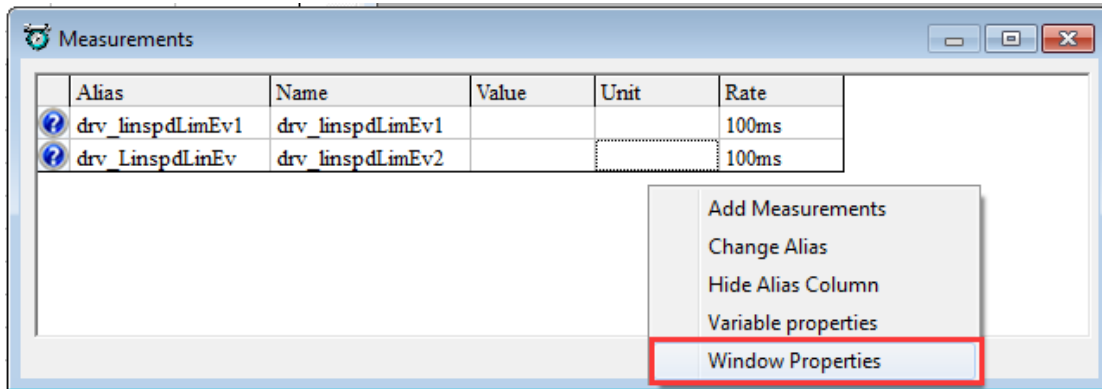 Measurements
Alias Name Value Unit Rate
drv_linspdLimEv1 drv_linspdLimEv1 100ms
drv_LinspdLinEv drv_linspdLimEv2 100ms
Add Measurements
Change Alias
Hide Alias Column
Variable properties
Window Properties